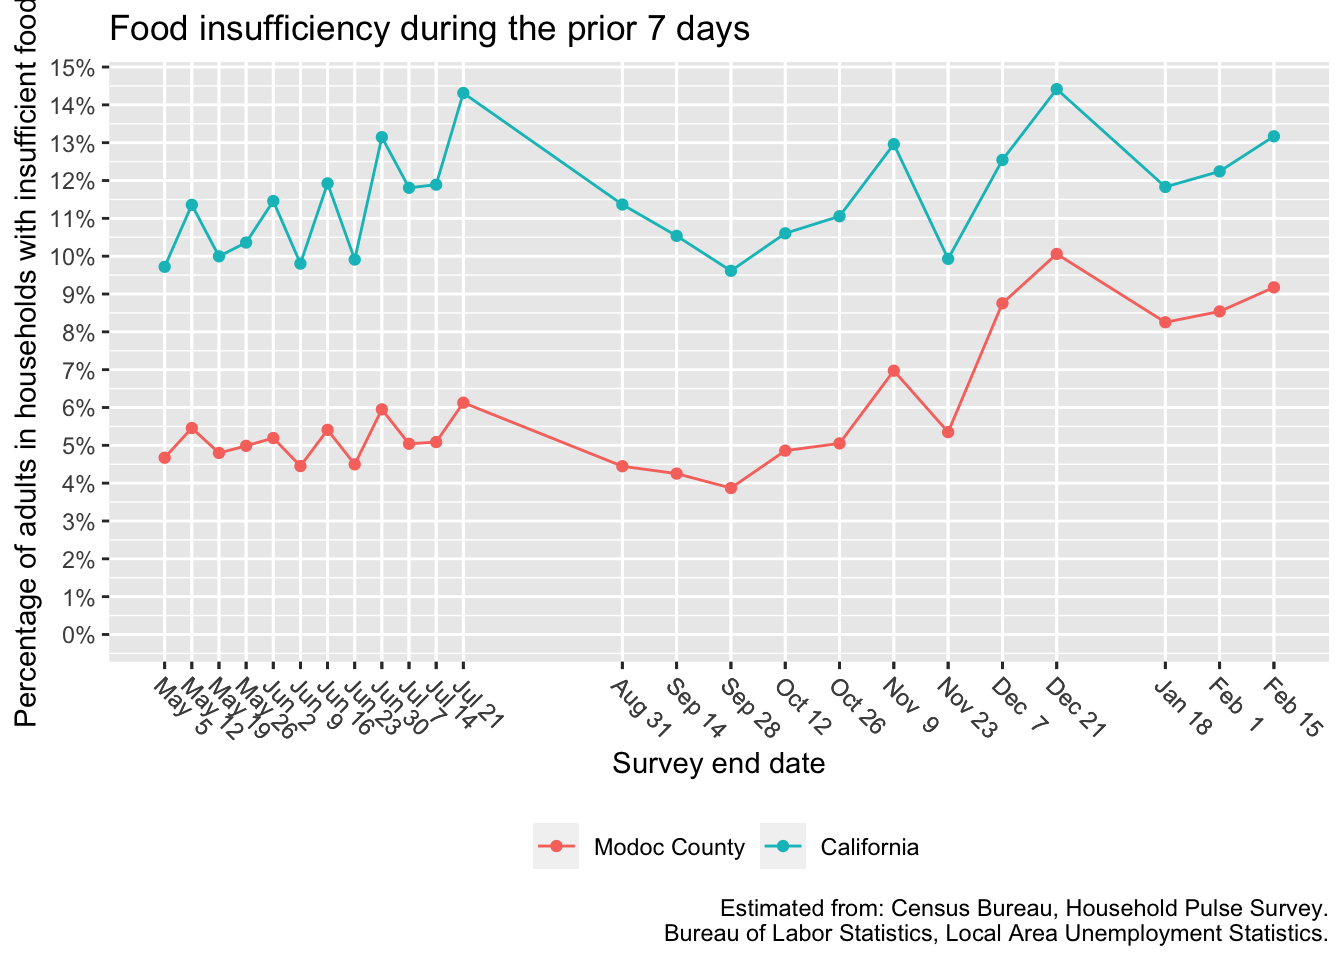 Food insufficiency during the prior 7 days
Percentage of adults in households with insufficient food
15%
14%
13%
12%
11%
10%
9%
8%
7%
6%
5%
4%
3%
2%
1%
0%
May 5
May 12
May 19
May 26
Jun 2
Jun 9
Jun 16
Jun 23
Jun 30
Jul 7
Jul 14
Jul 21
Aug 31
Sep 14
Sep 28
Oct 12
Oct 26
Nov 9
Nov 23
Dec 7
Dec 21
Jan 18
Feb 1
Feb 15
Survey end date
Modoc County
California
Estimated from: Census Bureau, Household Pulse Survey.
Bureau of Labor Statistics, Local Area Unemployment Statistics.